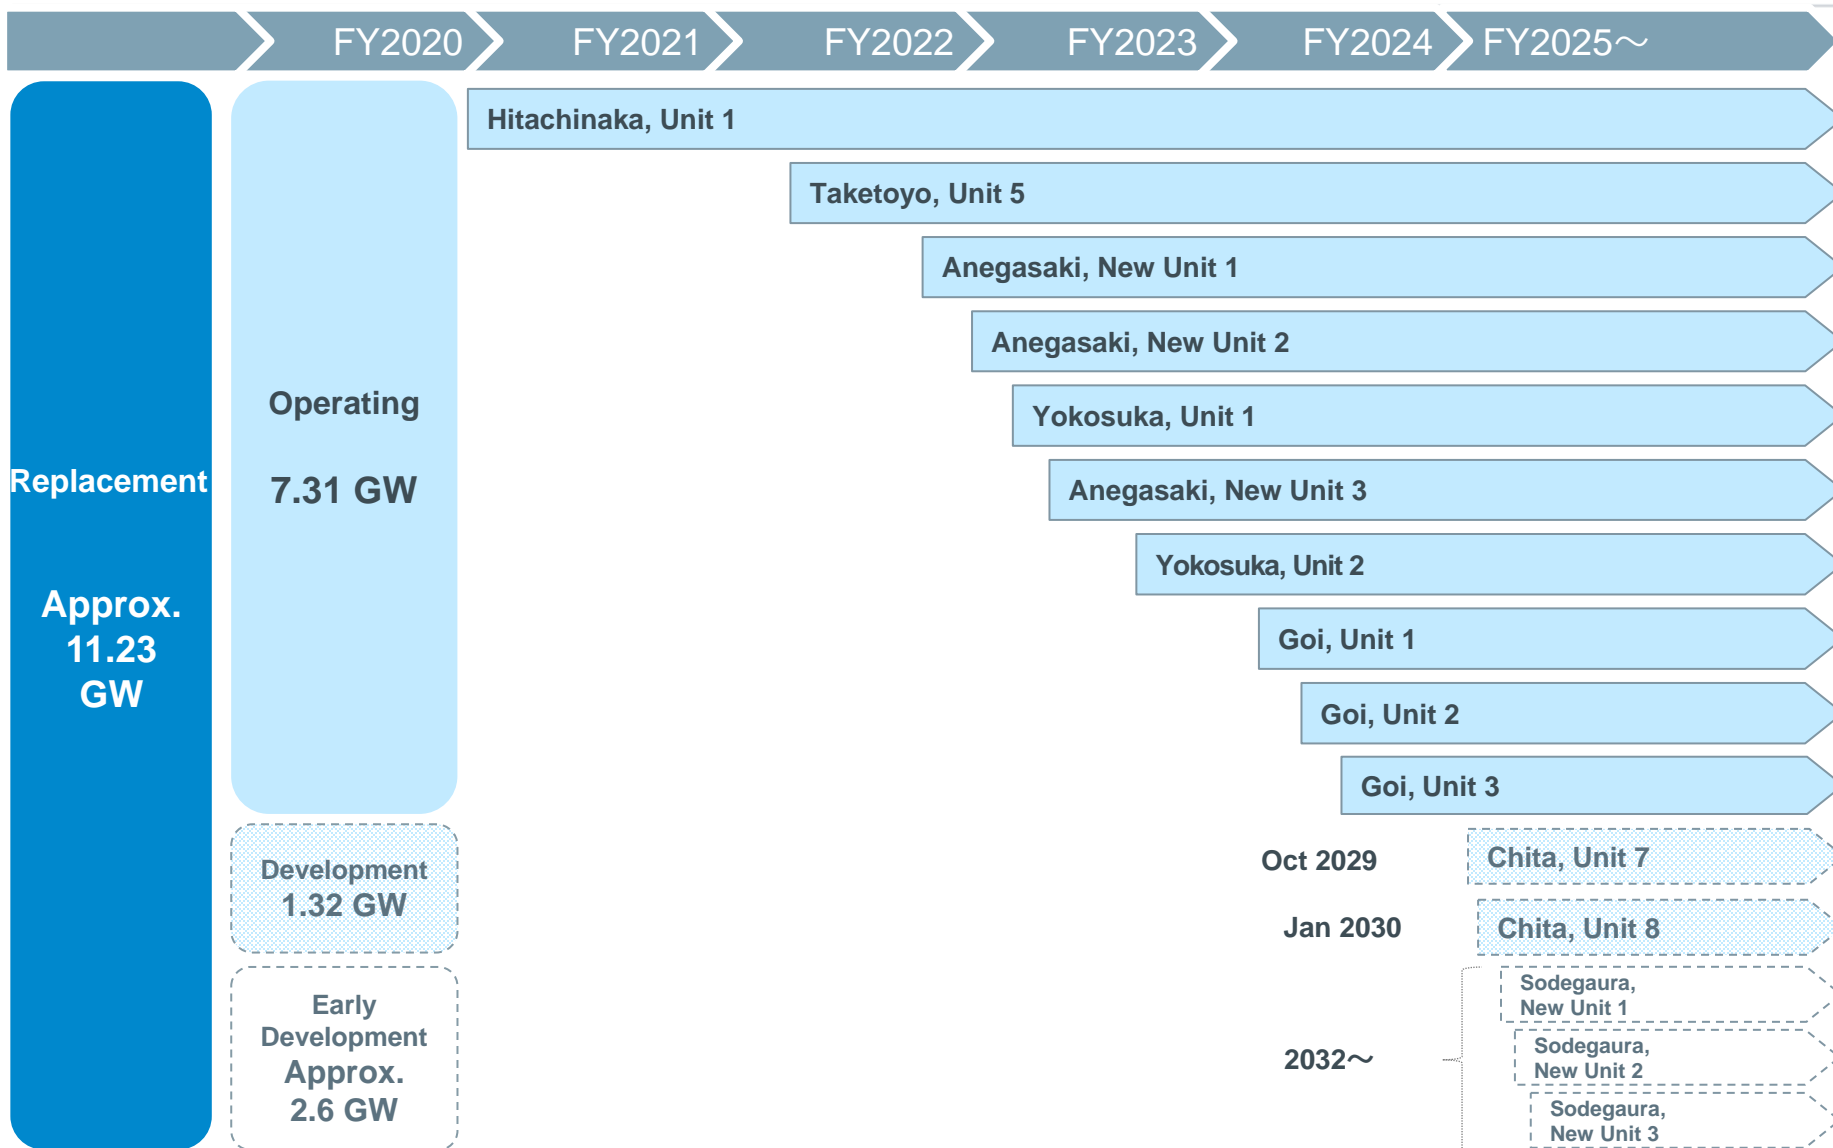 FY2020
FY2021
FY2022
FY2023
FY2024
FY2025～
Replacement
Approx.
11.23
GW
Operating
7.31 GW
Hitachinaka, Unit 1
Taketoyo, Unit 5
Anegasaki, New Unit 1
Anegasaki, New Unit 2
Yokosuka, Unit 1
Anegasaki, New Unit 3
Yokosuka, Unit 2
Goi, Unit 1
Goi, Unit 2
Goi, Unit 3
Development
1.32 GW
Oct 2029
Chita, Unit 7
Jan 2030
Chita, Unit 8
Early
Development
Approx.
2.6 GW
2032～
Sodegaura,
New Unit 1
Sodegaura,
New Unit 2
Sodegaura,
New Unit 3